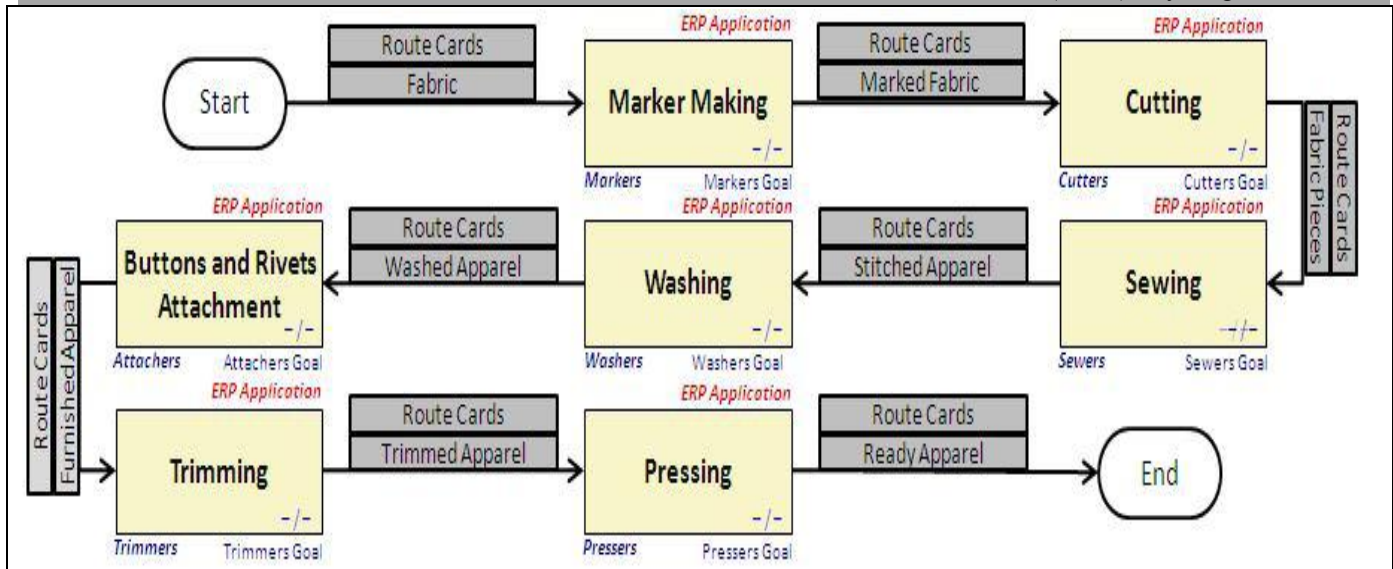 Start
Route Cards
Fabric
ERP Application
Marker Making
-/-
Markers
Markers Goal
Route Cards
Marked Fabric
ERP Application
Cutting
-/-
Cutters
Cutters Goal
Route Cards
Fabric Pieces
ERP Application
Sewing
--/-
Sewers
Sewers Goal
Route Cards
Stitched Apparel
ERP Application
Washing
-/-
Washers
Washers Goal
Route Cards
Washed Apparel
ERP Application
Buttons and Rivets
Attachment
-/-
Attachers
Attachers Goal
Route Cards
Furnished Apparel
ERP Application
Trimming
-/-
Trimmers
Trimmers Goal
Route Cards
Trimmed Apparel
ERP Application
Pressing
-/-
Pressers
Pressers Goal
Route Cards
Ready Apparel
End